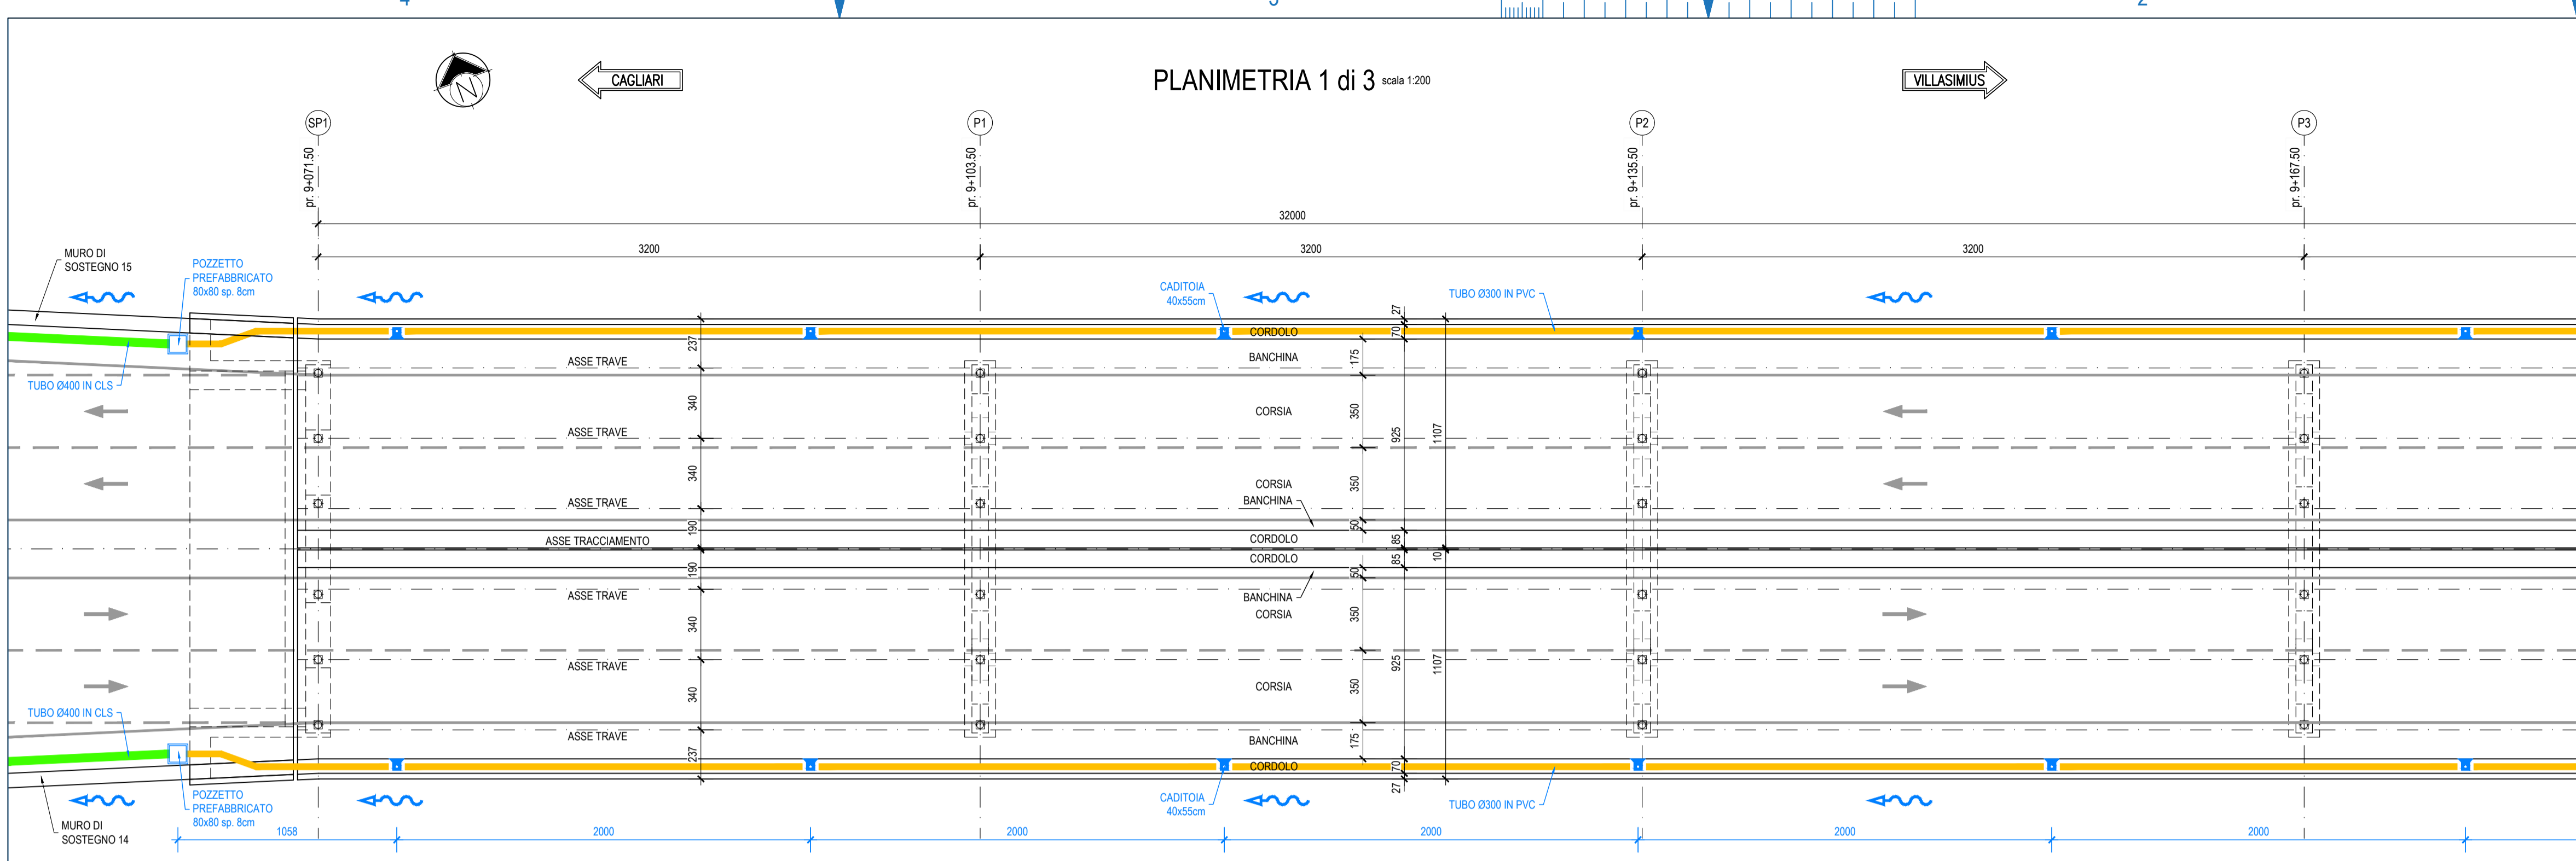 4
3
2
CAGLIARI
PLANIMETRIA 1 di 3 scala 1:200
VILLASIMIUS
N
SP1
P1
P2
P3
pr. 9+071.50
pr. 9+103.50
pr. 9+135.50
pr. 9+167.50
32000
3200
3200
3200
MURO DI
SOSTEGNO 15
POZZETTO
PREFABBRICATO
80x80 sp. 8cm
CADITOIA
40x55cm
TUBO Ø300 IN PVC
27
70
CORDOLO
237
175
BANCHINA
ASSE TRAVE
TUBO Ø400 IN CLS
340
CORSIA
350
925
1107
ASSE TRAVE
340
CORSIA
350
BANCHINA
ASSE TRAVE
190
50
ASSE TRACCIAMENTO
CORDOLO
85
10
CORDOLO
85
190
50
ASSE TRAVE
BANCHINA
CORSIA
350
340
925
1107
ASSE TRAVE
CORSIA
350
340
TUBO Ø400 IN CLS
ASSE TRAVE
BANCHINA
175
237
CORDOLO
70
27
POZZETTO
PREFABBRICATO
80x80 sp. 8cm
CADITOIA
40x55cm
TUBO Ø300 IN PVC
MURO DI
SOSTEGNO 14
1058
2000
2000
2000
2000
2000